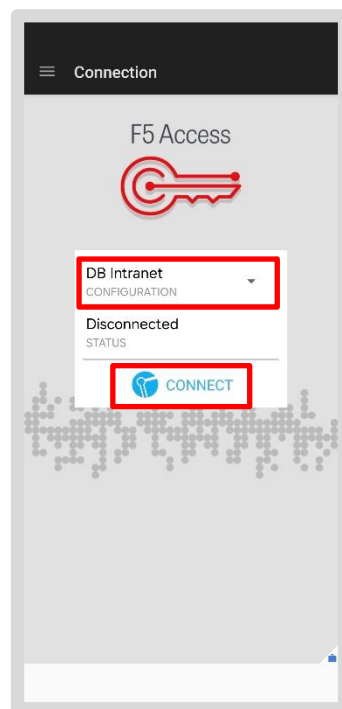 Connection
F5 Access
DB Intranet
CONFIGURATION
Disconnected
STATUS
CONNECT